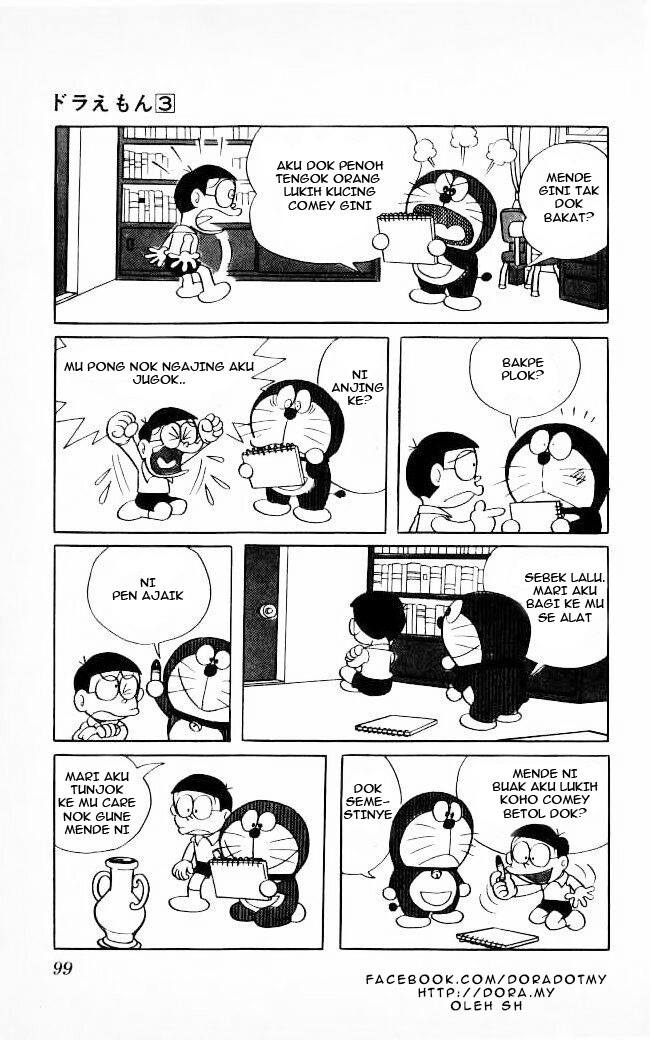 ドラえもん3
MENDE
GINI TAK
DOK
BAKAT?
AKU DOK PENOH
TENGOK ORANG
LUKIH KUCING
COMEY GINI
BAKPE
PLOK?
NI
ANJING
KE?
MU PONG NOK NGAJING AKU
JUGOK..
SEBEK LALU.
MARI AKU
BAGI KE MU
SE ALAT
NI
PEN AJAIK
MENDE NI
BUAK AKU LUKIH
KOHO COMEY
BETOL DOK?
DOK
SEME-
STINYE
MARI AKU
TUNJOK
KE MU CARE
NOK GUNE
MENDE NI
99
FACEBOOK.COM/DORADOTMY
HTTP://DORA.MY
OLEH SH